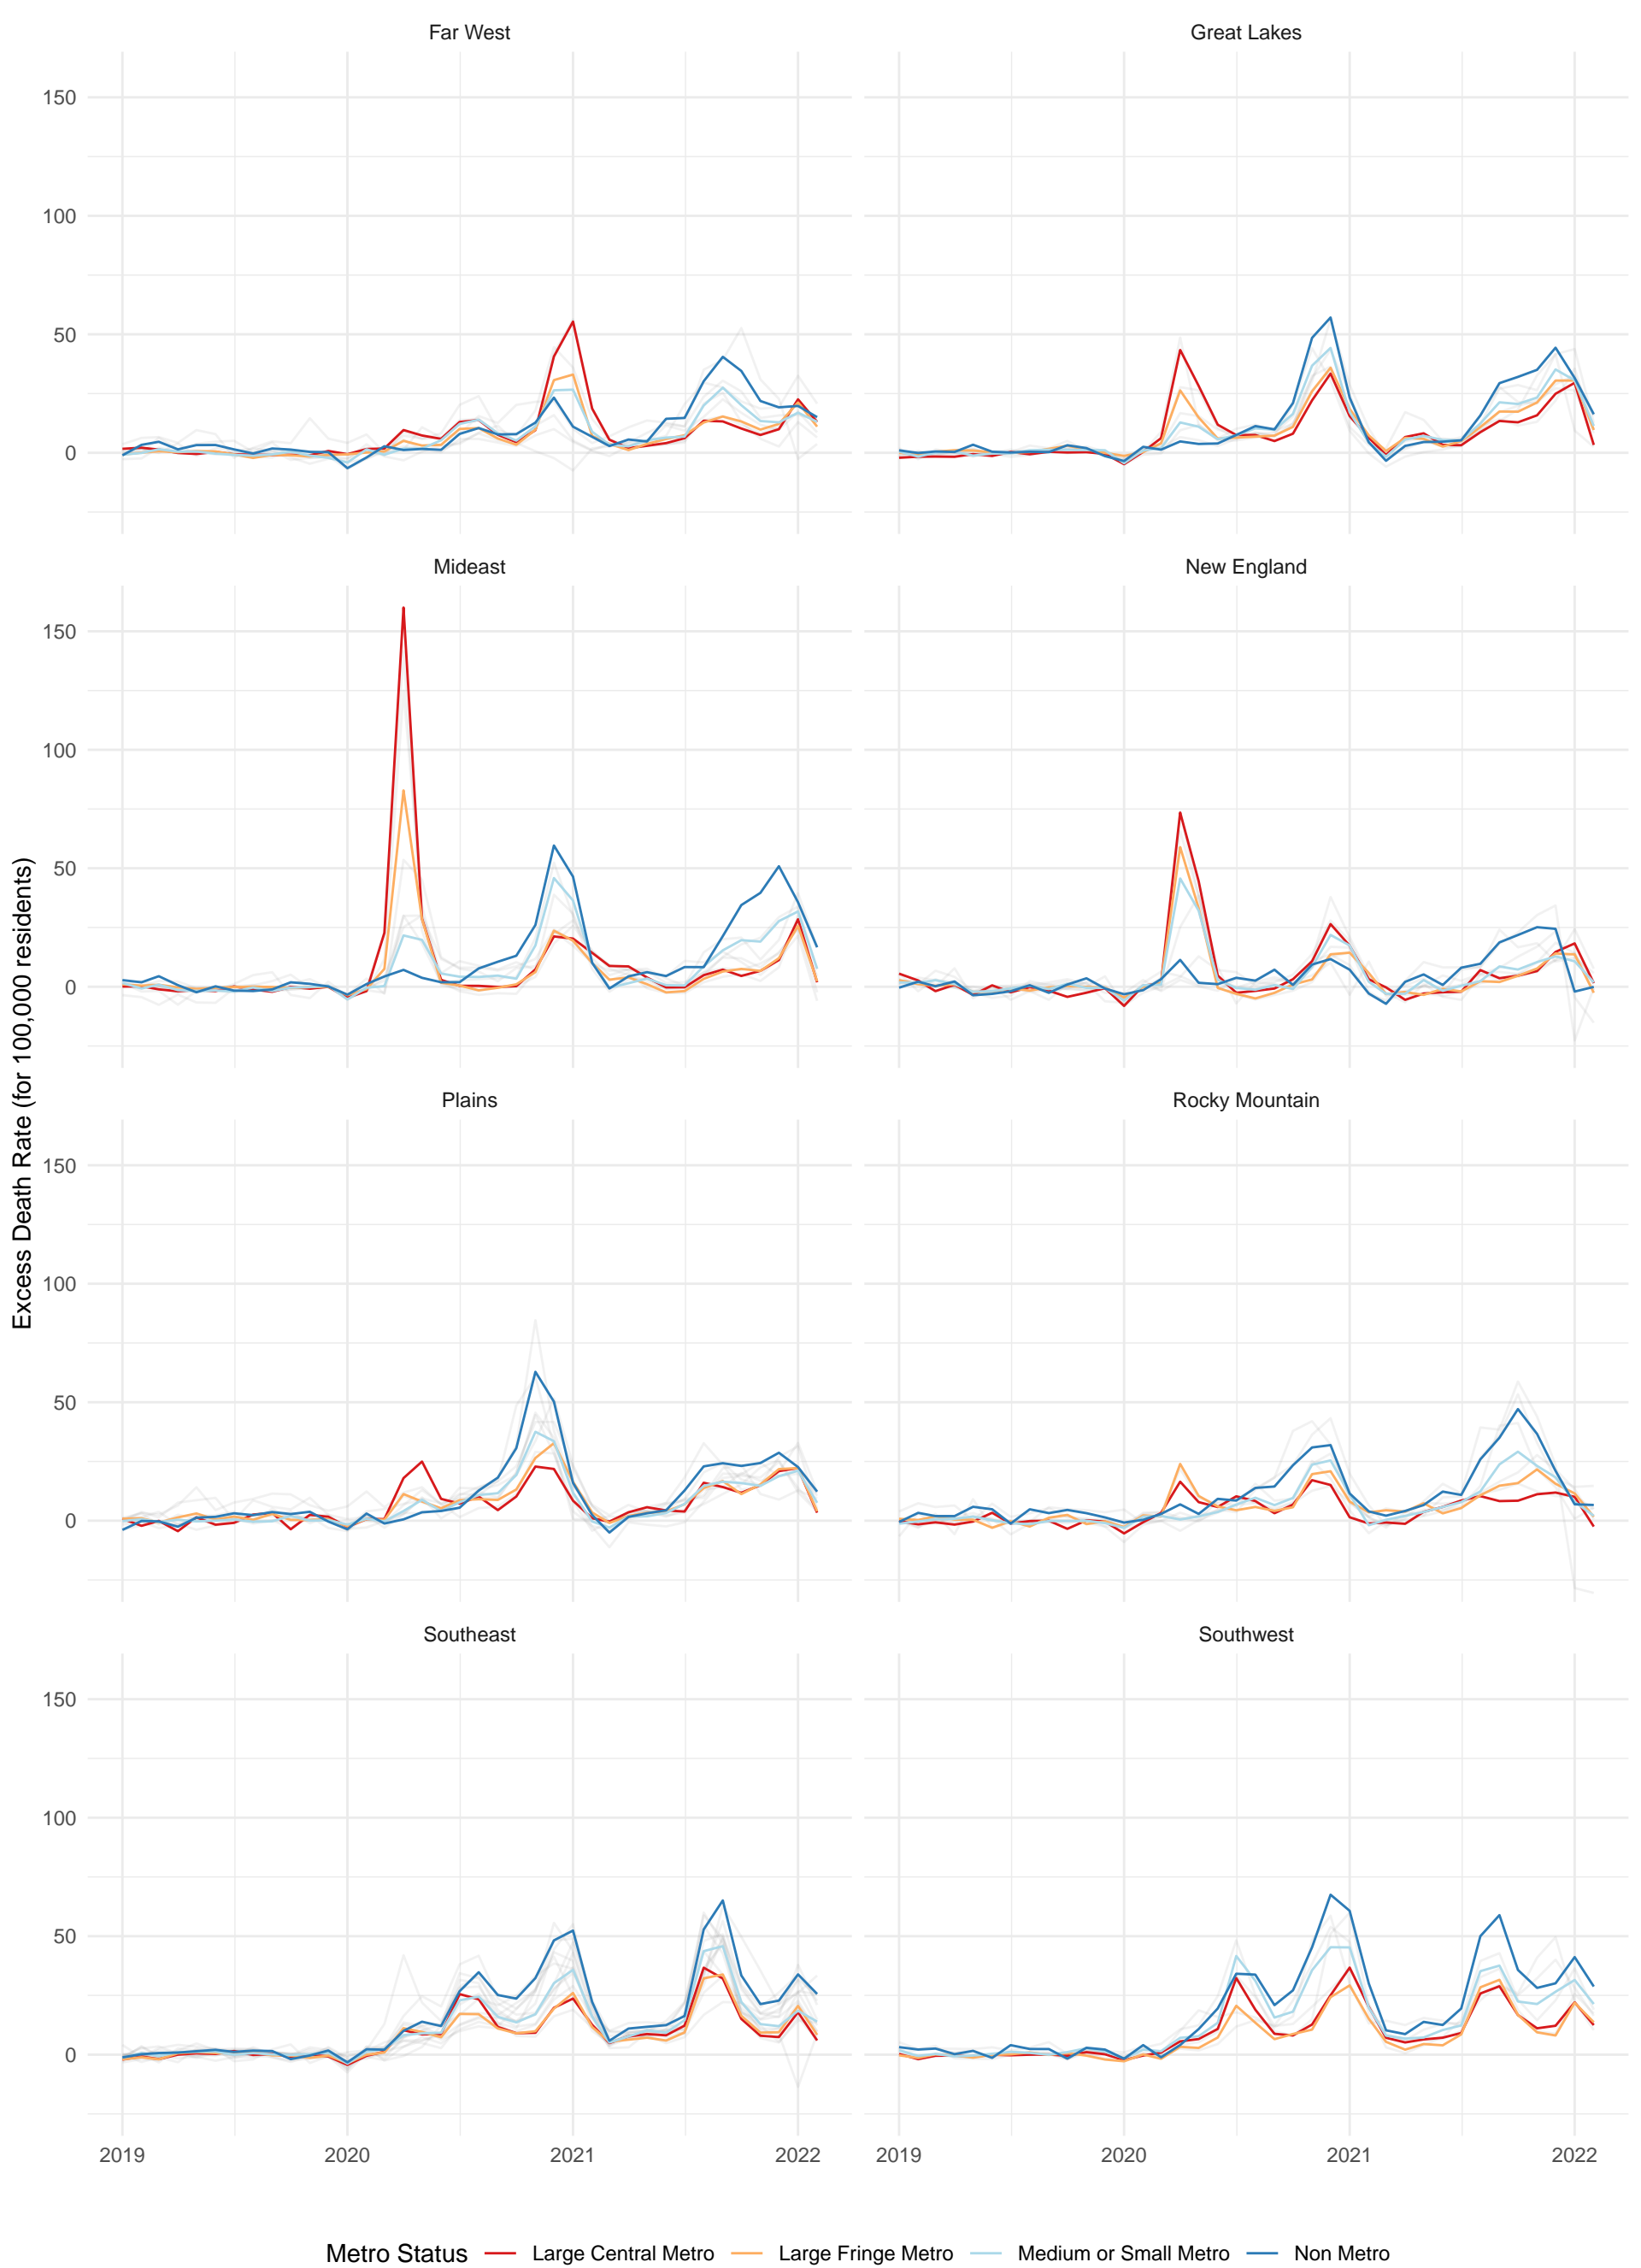 Far West
Great Lakes
150
100
50
0
Mideast
New England
150
100
50
0
Excess Death Rate (for 100,000 residents)
Plains
Rocky Mountain
150
100
50
0
Southeast
Southwest
150
100
50
0
2019 2020 2021 2022
2019 2020 2021 2022
Metro Status Large Central Metro Large Fringe Metro Medium or Small Metro Non Metro